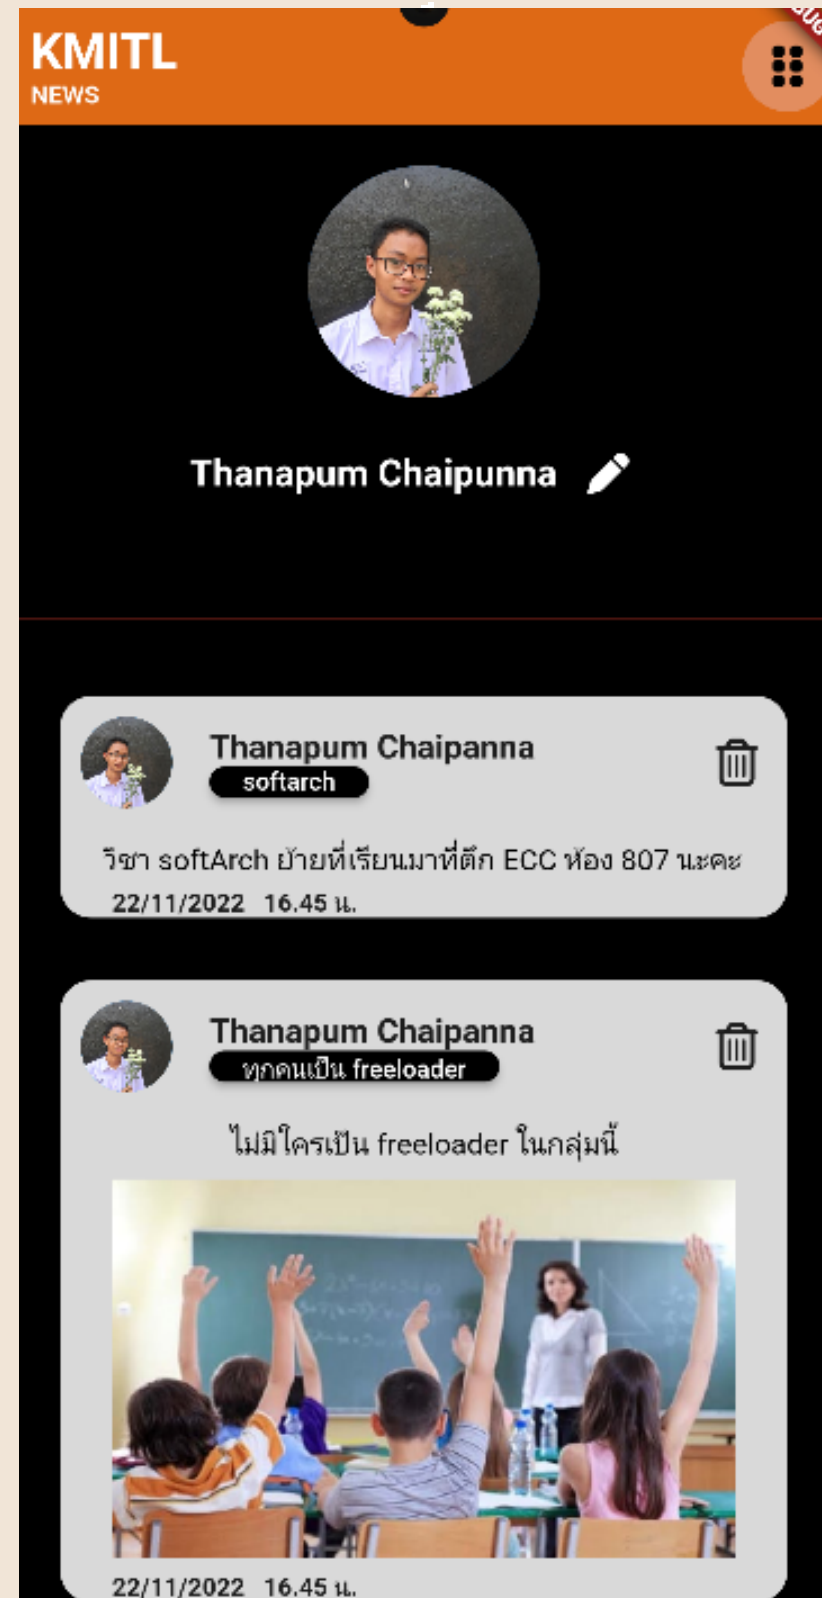 KMITL
NEWS
Thanapum Chaipunna
Thanapum Chaipanna
softarch
วิชา softArch ย้ายที่เรียนมาที่ตึก ECC ห้อง 807 นะคะ
22/11/2022 16.45 น.
Thanapum Chaipanna
ทุกคนเป็น freeloader
ไม่มีใครเป็น freeloader ในกลุ่มนี้
22/11/2022 16.45 น.